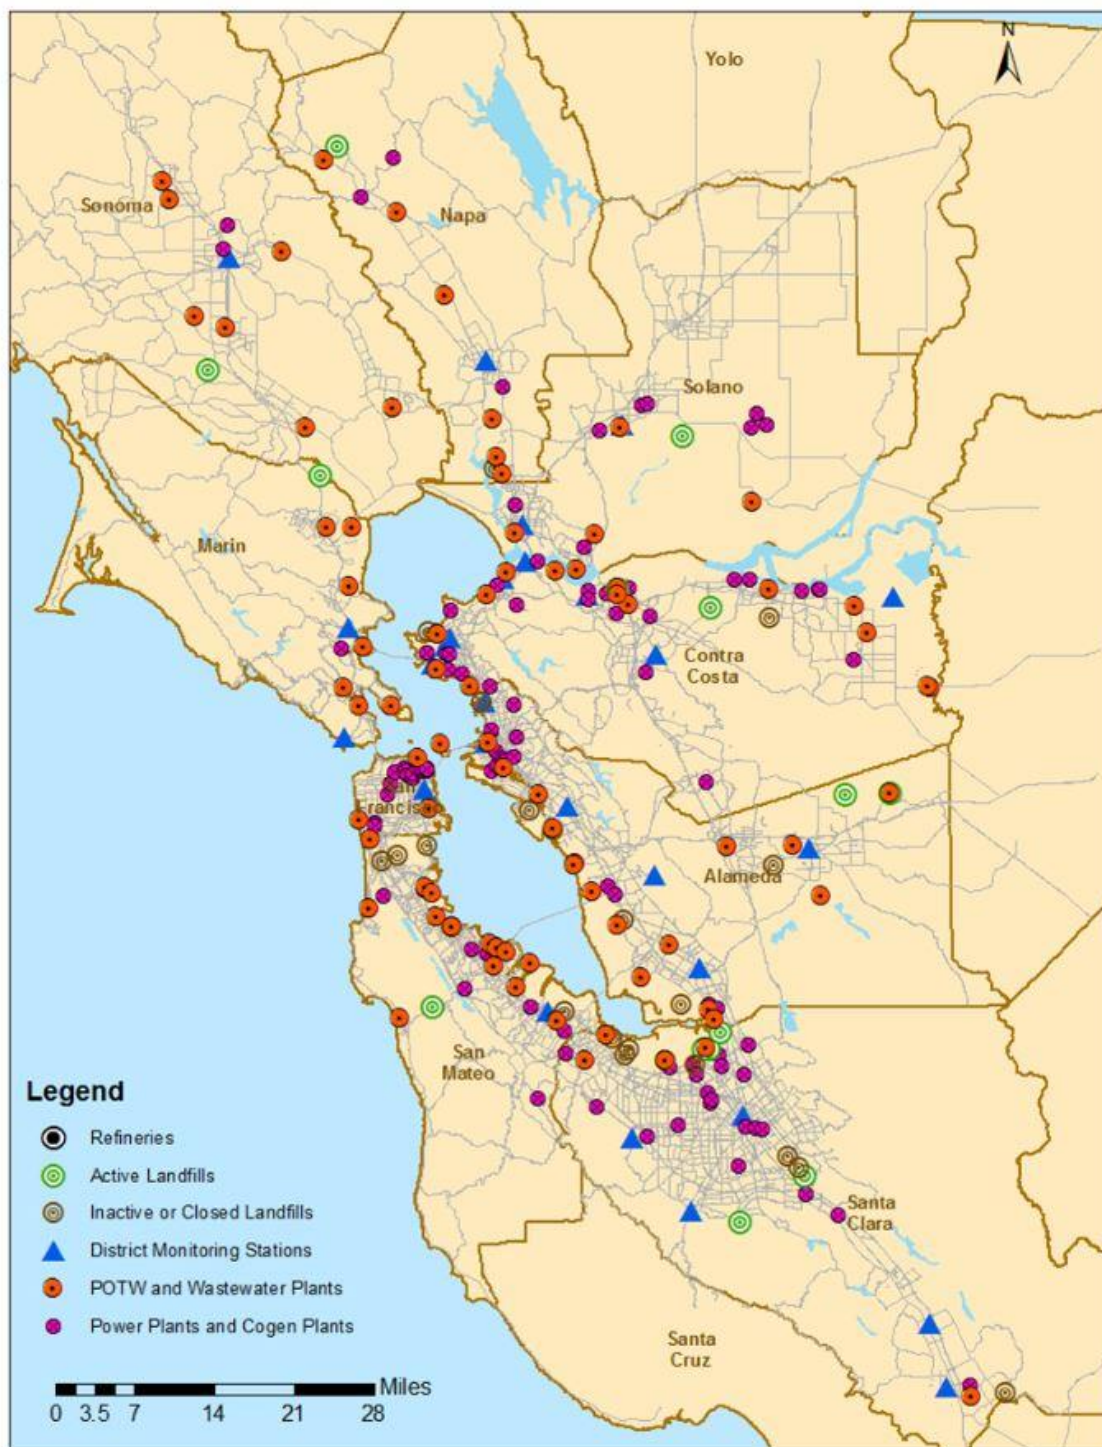 N
Yolo
Sonoma
Napa
Solano
Marin
Contra
Costa
San
Francisco
Alameda
San
Mateo
Santa
Clara
Santa
Cruz
Legend
Refineries
Active Landfills
Inactive or Closed Landfills
District Monitoring Stations
POTW and Wastewater Plants
Power Plants and Cogen Plants
Miles
0 3.5 7 14 21 28